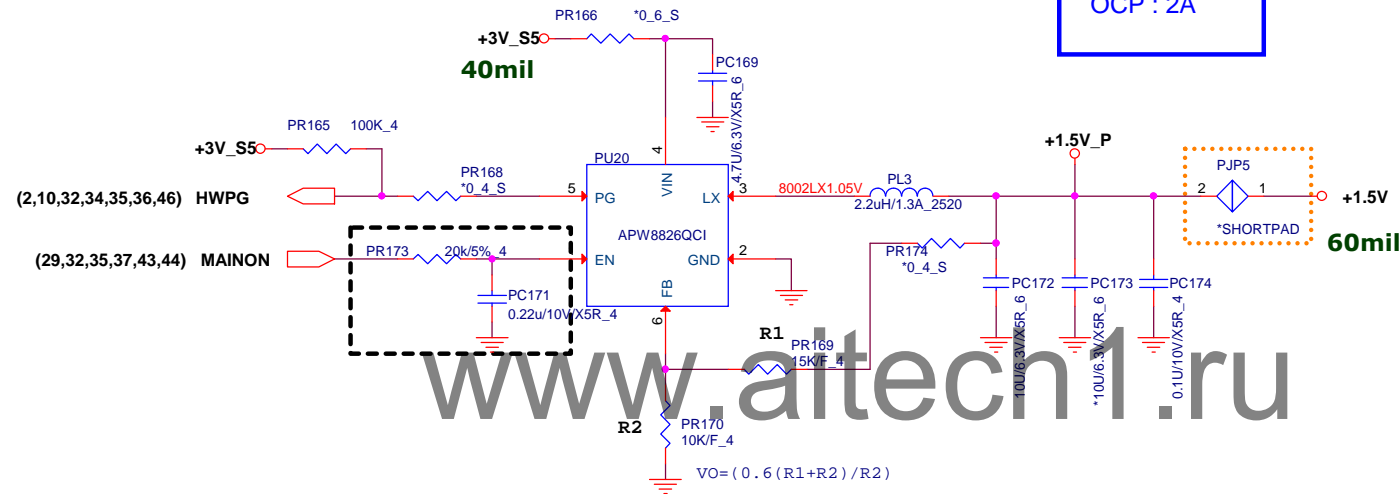 OCP : 2A
PR166
*0_6_S
+3V_S5
40mil
PC169
4.7U/6.3V/X5R_6
PR165
100K_4
+3V_S5
PR168
*0_4_S
(2,10,32,34,35,36,46) HWPG
5
PU20
4
PG
VIN
LX
3
8002LX1.05V
PL3
2.2uH/1.3A_2520
+1.5V_P
PJP5
2
1
*SHORTPAD
+1.5V
60mil
APW8826QCI
(29,32,35,37,43,44) MAINON
PR173
20k/5%_4
EN
GND
2
PR174
*0_4_S
FB
6
PC171
0.22u/10V/X5R_4
PC172
10U/6.3V/X5R_6
PC173
*10U/6.3V/X5R_6
PC174
0.1U/10V/X5R_4
R1
PR169
15K/F_4
www.aitech1.ru
R2
PR170
10K/F_4
VO=(0.6(R1+R2)/R2)